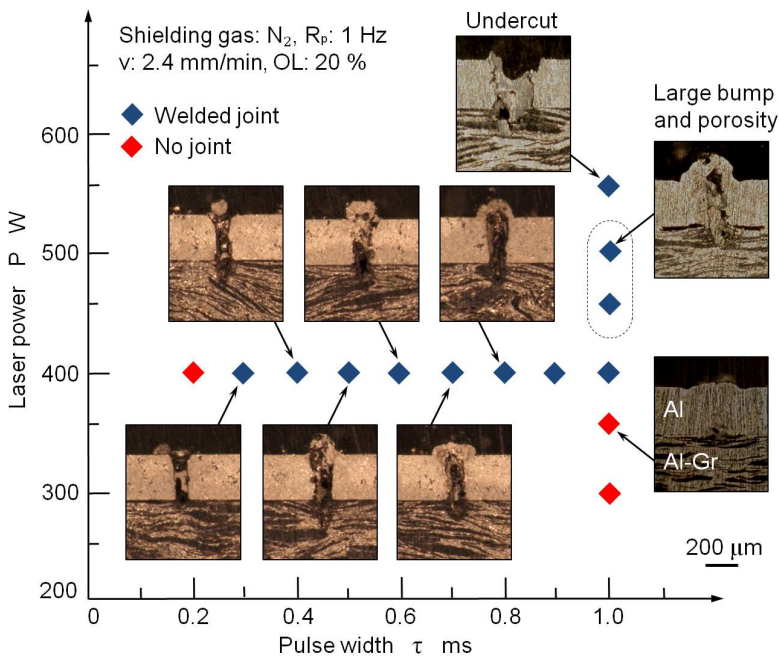 Undercut
Shielding gas: N₂, Rₚ: 1 Hz
v: 2.4 mm/min, OL: 20 %
Large bump
and porosity
Welded joint
No joint
600
500
400
300
200
Laser power P W
Al
Al-Gr
200 μm
0
0.2
0.4
0.6
0.8
1.0
Pulse width τ ms